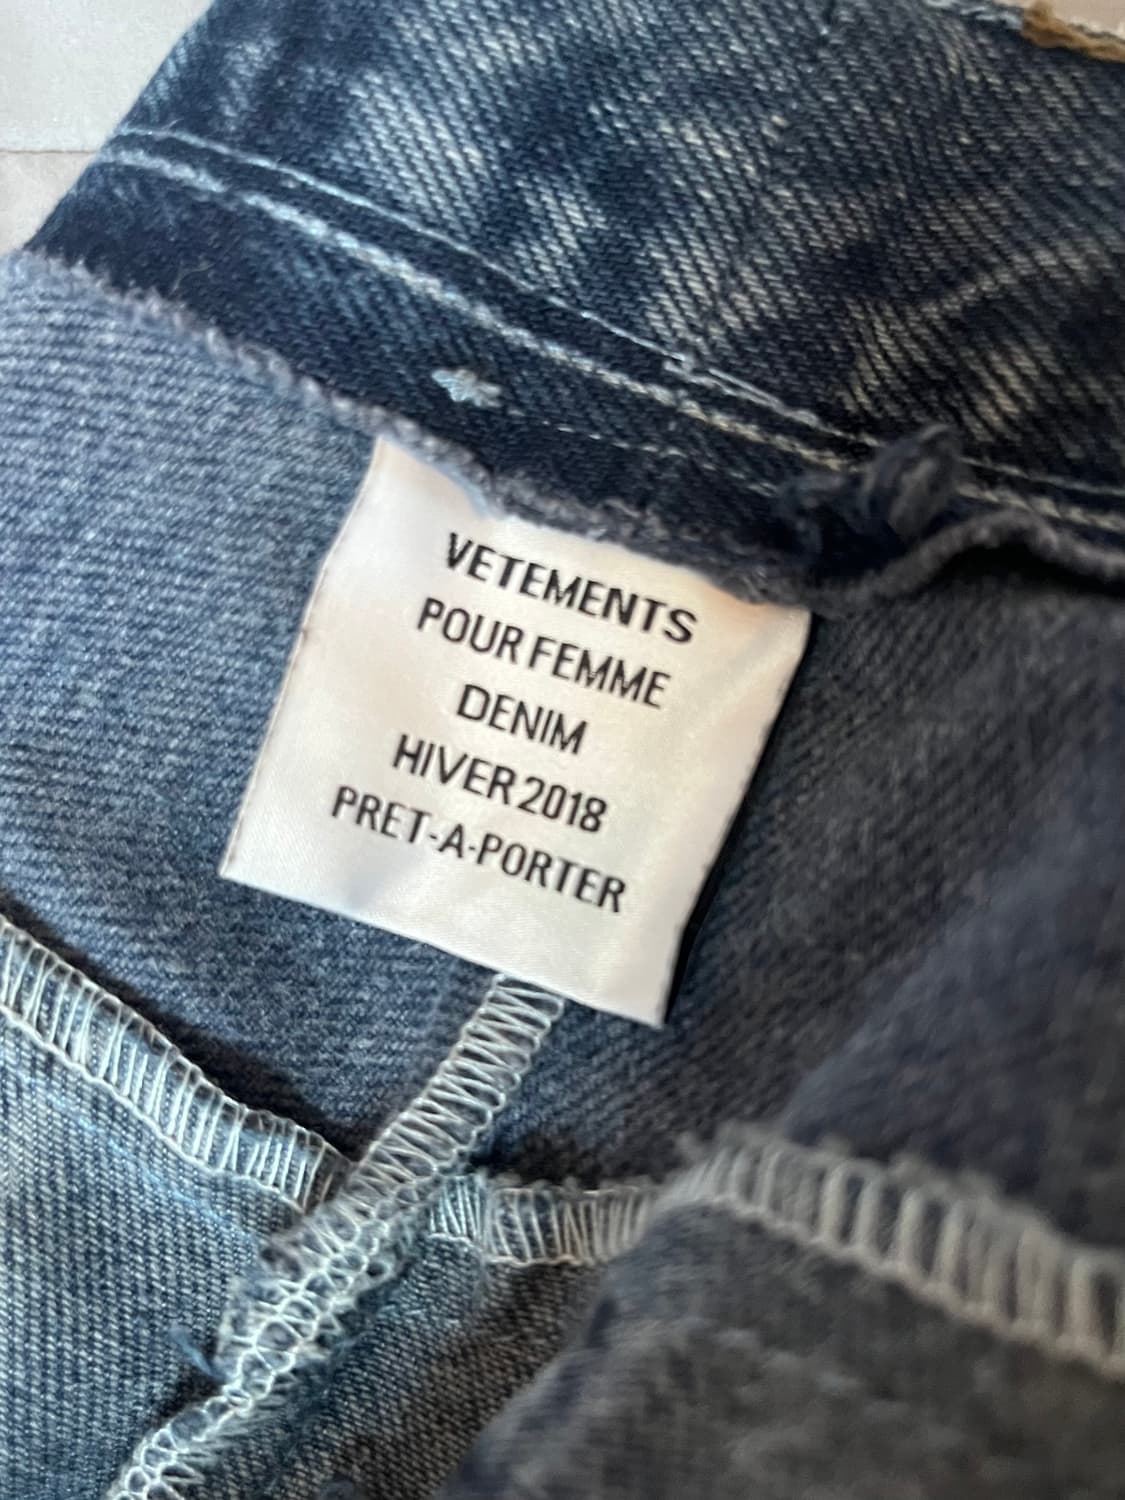 VETEMENTS
POUR FEMME
DENIM
HIVER 2018
PRET-A-PORTER